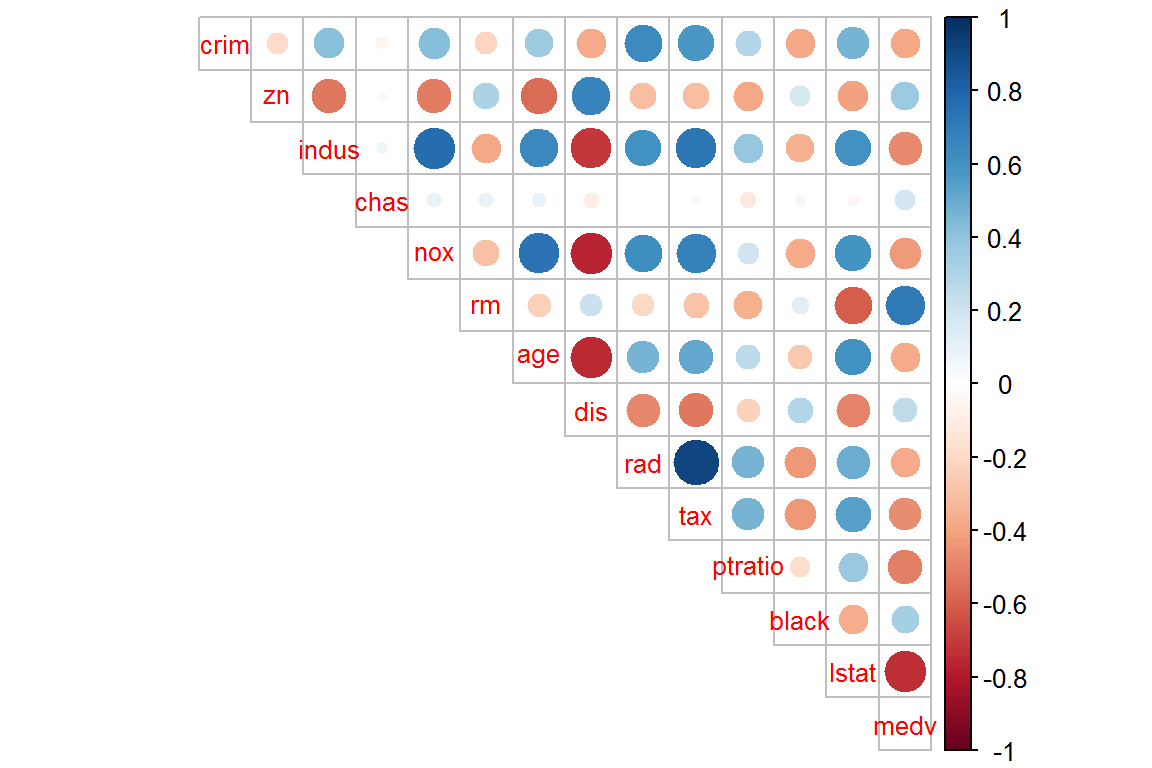 crim
zn
indus
chas
nox
rm
age
dis
rad
tax
ptratio
black
lstat
medv
1
0.8
0.6
0.4
0.2
0
-0.2
-0.4
-0.6
-0.8
-1